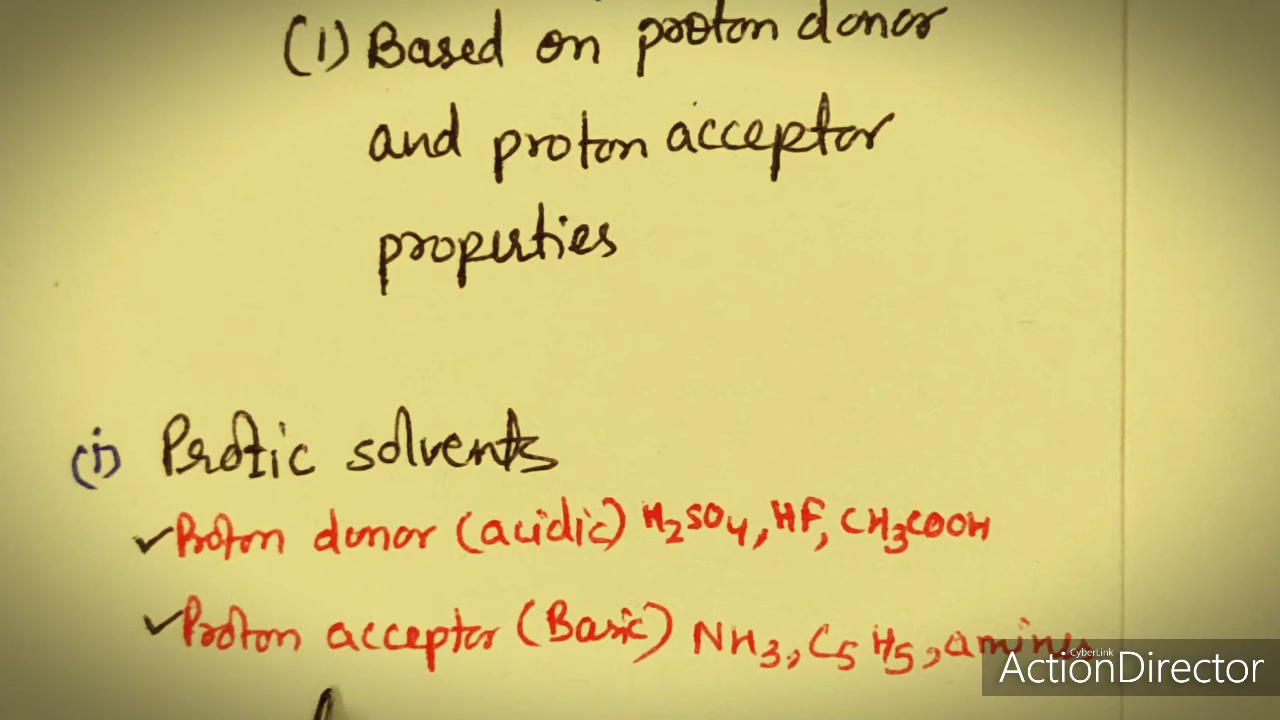 (1) Based on proton donor
and proton acceptor
properties
(i) Protic solvents
✓Proton donor (acidic) H₂SO₄, HF, CH₃COOH
✓Proton acceptor (Basic) NH₃, C₅H₅, amines
CyberLink
ActionDirector